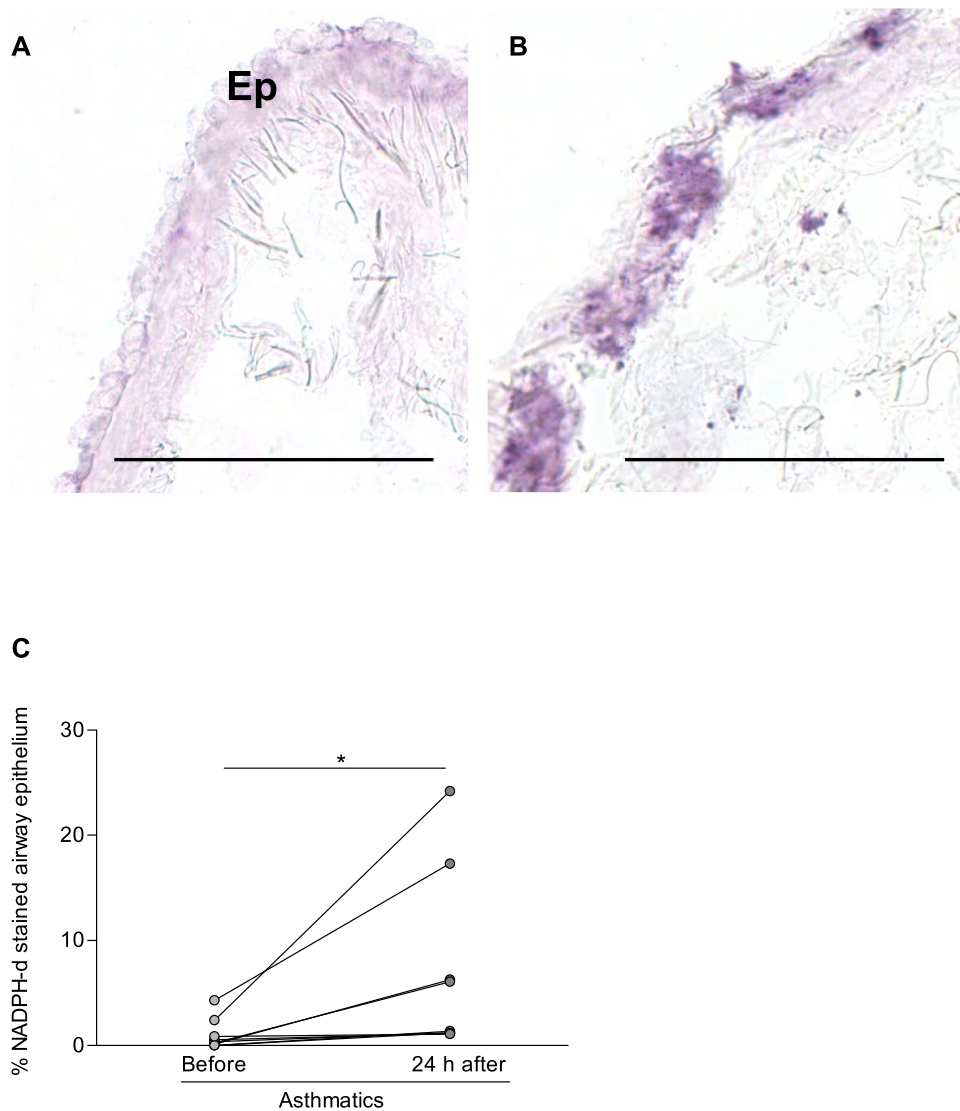 A
B
Ep
C
% NADPH-d stained airway epithelium
30
20
10
0
*
Before
24 h after
Asthmatics